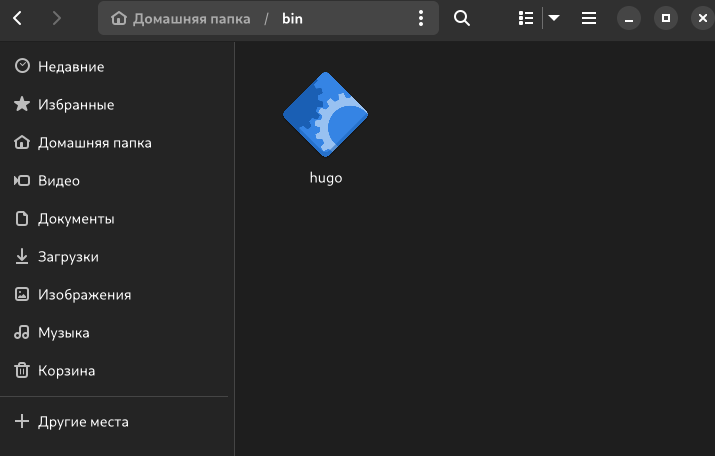 Домашняя папка / bin
Недавние
Избранные
Домашняя папка
Видео
Документы
Загрузки
Изображения
Музыка
Корзина
Другие места
hugo